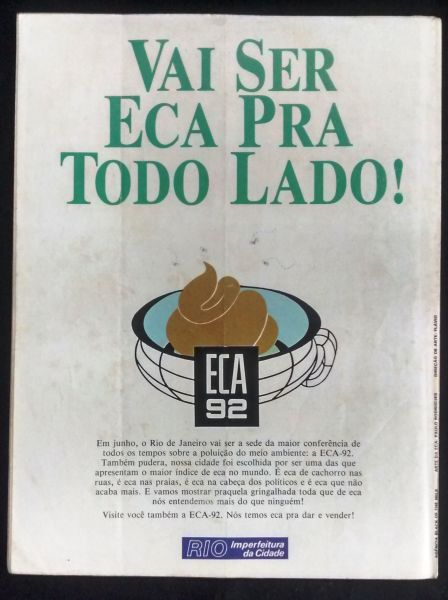 VAI SER
ECA PRA
TODO LADO!
ECA
92
Em junho, o Rio de Janeiro vai ser a sede da maior conferência de
todos os tempos sobre a poluição do meio ambiente: a ECA-92.
Também pudera, nossa cidade foi escolhida por ser uma das que
apresentam o maior índice de eca no mundo. É eca de cachorro nas
ruas, é eca nas praias, é eca na cabeça dos políticos e é eca que não
acaba mais. E vamos mostrar praquela gringalhada toda que de eca
nós entendemos mais do que ninguém!
Visite você também a ECA-92. Nós temos eca pra dar e vender!
RIO Imperfeitura
da Cidade